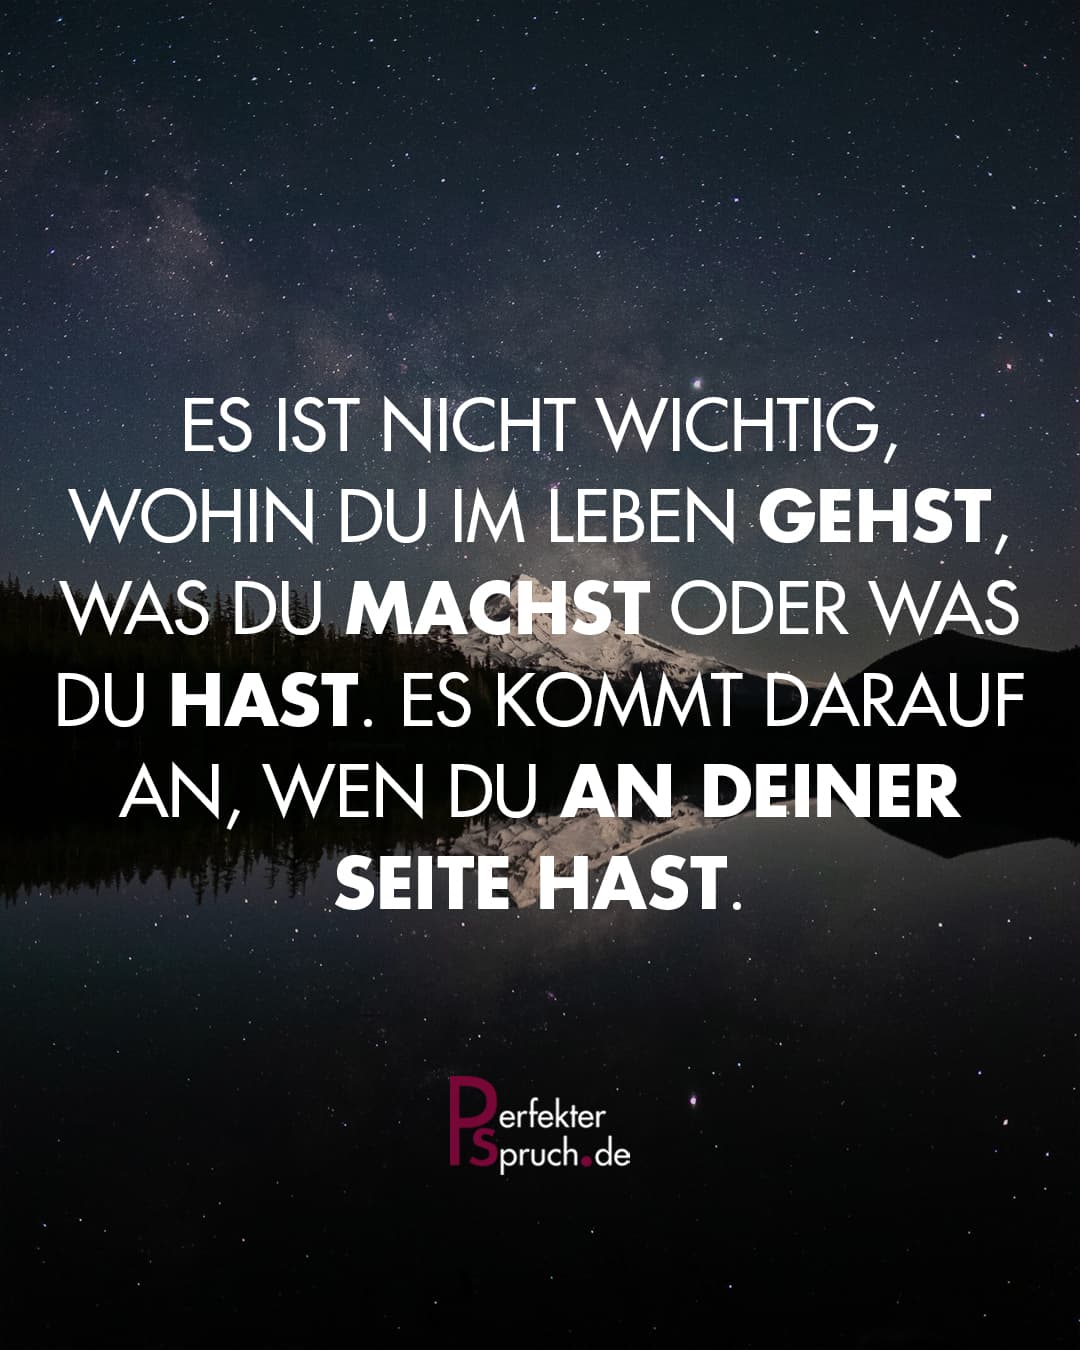 ES IST NICHT WICHTIG,
WOHIN DU IM LEBEN GEHST,
WAS DU MACHST ODER WAS
DU HAST. ES KOMMT DARAUF
AN, WEN DU AN DEINER
SEITE HAST.
Perfekter
Spruch.de